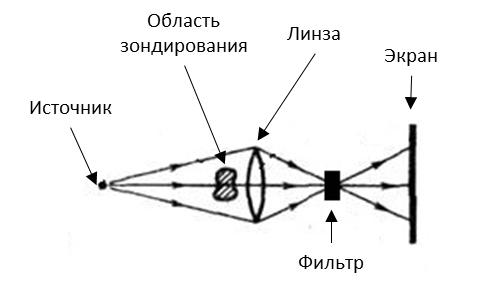 Область
зондирования
Линза
Экран
Источник
Фильтр